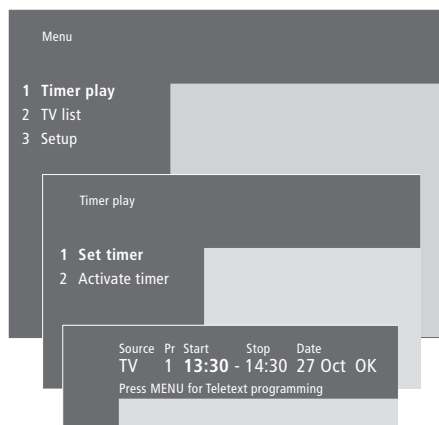 Menu
1 Timer play
2 TV list
3 Setup
Timer play
1 Set timer
2 Activate timer
Source Pr Start Stop Date
TV 1 13:30 - 14:30 27 Oct OK
Press MENU for Teletext programming